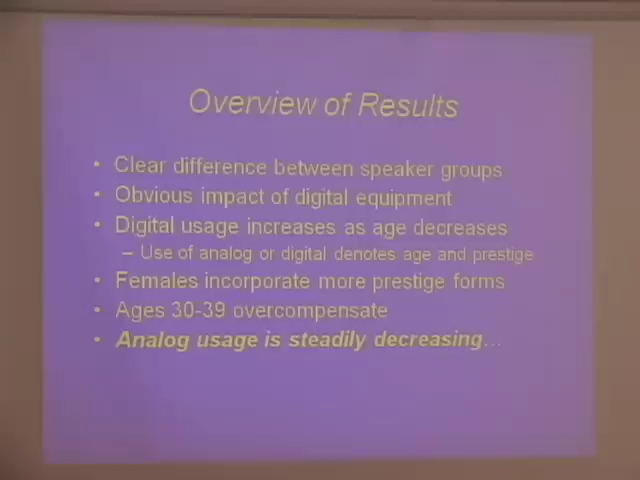 Overview of Results
• Clear difference between speaker groups
• Obvious impact of digital equipment
• Digital usage increases as age decreases
– Use of analog or digital denotes age and prestige
• Females incorporate more prestige forms
• Ages 30-39 overcompensate
• Analog usage is steadily decreasing...